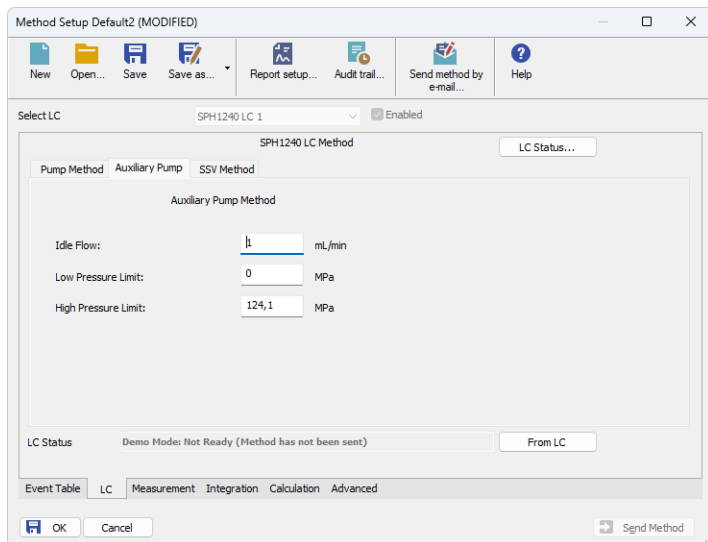 Method Setup Default2 (MODIFIED)
New Open... Save Save as... Report setup... Audit trail... Send method by e-mail... Help
Select LC SPH1240 LC 1 Enabled
SPH1240 LC Method LC Status...
Pump Method Auxiliary Pump SSV Method
Auxiliary Pump Method
Idle Flow: 1 mL/min
Low Pressure Limit: 0 MPa
High Pressure Limit: 124,1 MPa
LC Status Demo Mode: Not Ready (Method has not been sent) From LC
Event Table LC Measurement Integration Calculation Advanced
OK Cancel Send Method